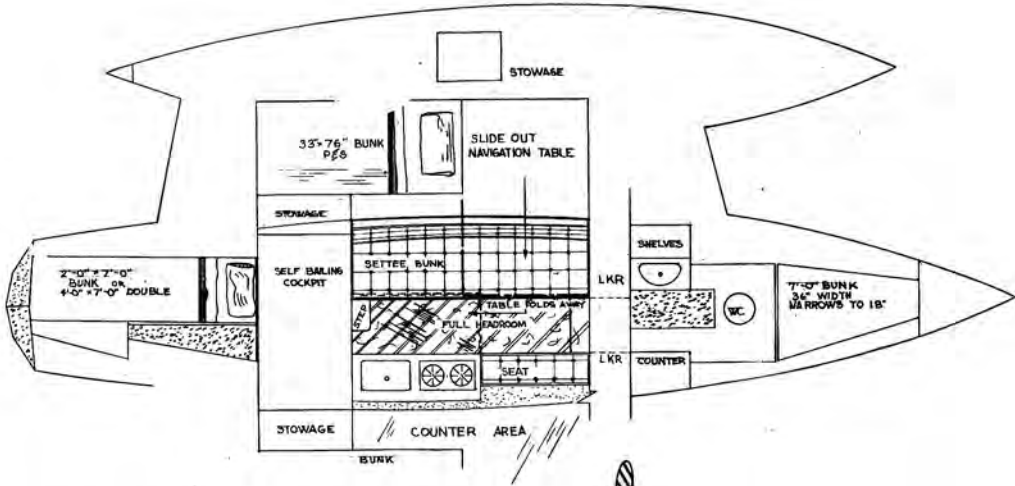 STOWAGE
33"x 76" BUNK
P&S
SLIDE OUT
NAVIGATION TABLE
STOWAGE
SHELVES
2'-0" x 7'-0"
BUNK OR
4'-0" x 7'-0" DOUBLE
SELF BAILING
COCKPIT
SETTEE BUNK
LKR
7'-0" BUNK
36" WIDTH
NARROWS TO 18"
STEP
TABLE FOLDS AWAY
FULL HEADROOM
WC
SEAT
LKR
COUNTER
STOWAGE
COUNTER AREA
BUNK